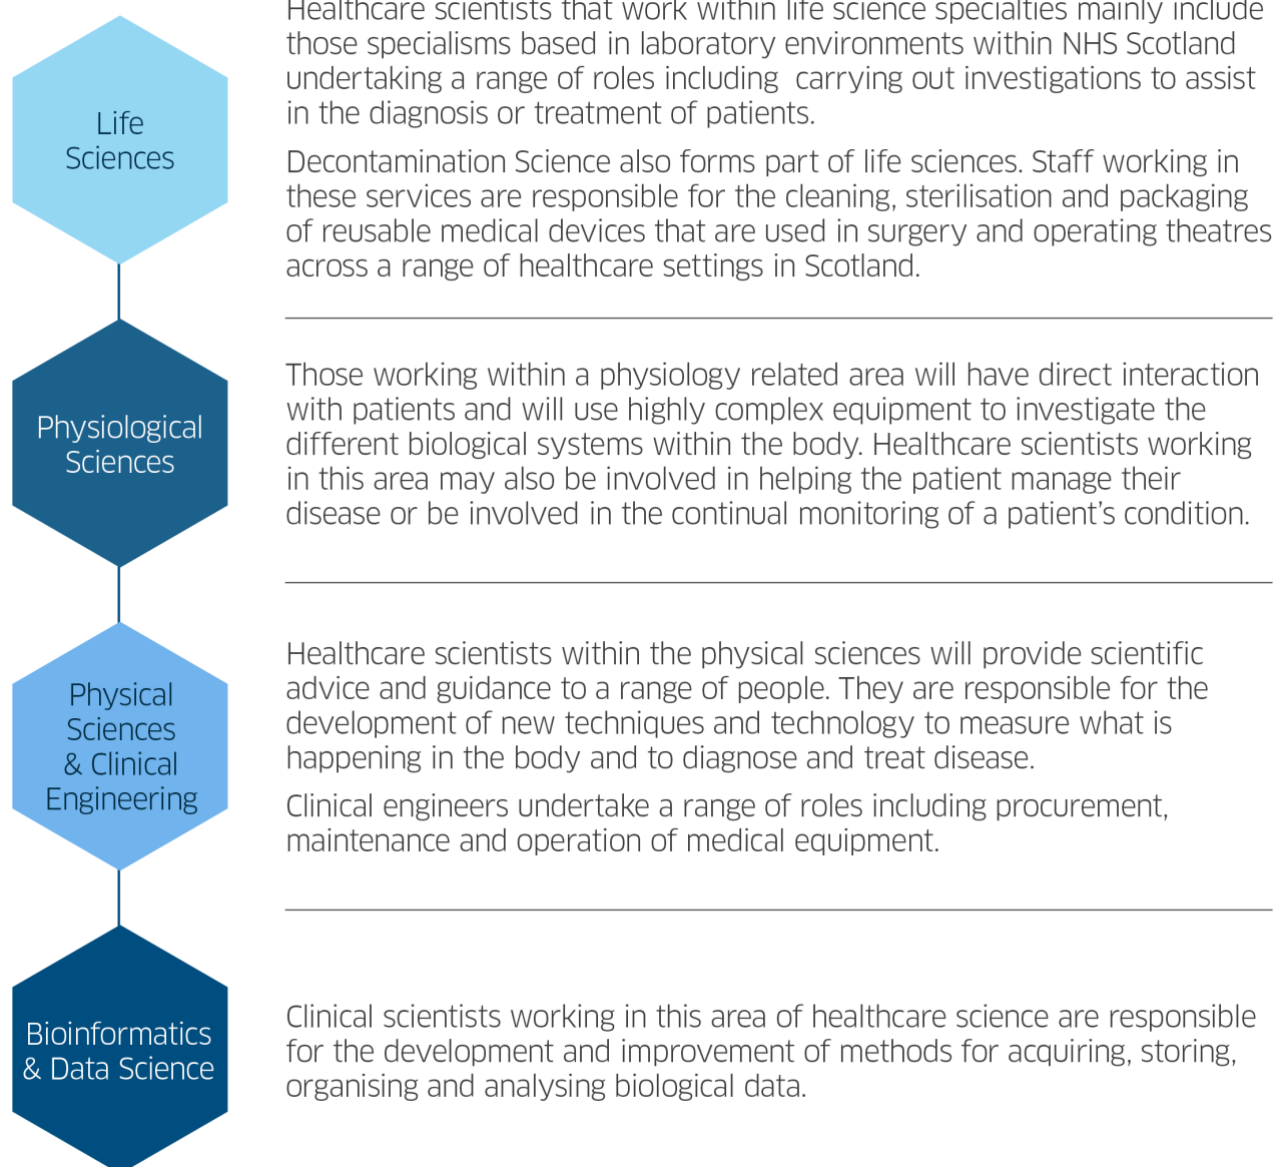 Life
Sciences
Healthcare scientists that work within life science specialties mainly include
those specialisms based in laboratory environments within NHS Scotland
undertaking a range of roles including  carrying out investigations to assist
in the diagnosis or treatment of patients.
Decontamination Science also forms part of life sciences. Staff working in
these services are responsible for the cleaning, sterilisation and packaging
of reusable medical devices that are used in surgery and operating theatres
across a range of healthcare settings in Scotland.
Physiological
Sciences
Those working within a physiology related area will have direct interaction
with patients and will use highly complex equipment to investigate the
different biological systems within the body. Healthcare scientists working
in this area may also be involved in helping the patient manage their
disease or be involved in the continual monitoring of a patient’s condition.
Physical
Sciences
& Clinical
Engineering
Healthcare scientists within the physical sciences will provide scientific
advice and guidance to a range of people. They are responsible for the
development of new techniques and technology to measure what is
happening in the body and to diagnose and treat disease.
Clinical engineers undertake a range of roles including procurement,
maintenance and operation of medical equipment.
Bioinformatics
& Data Science
Clinical scientists working in this area of healthcare science are responsible
for the development and improvement of methods for acquiring, storing,
organising and analysing biological data.